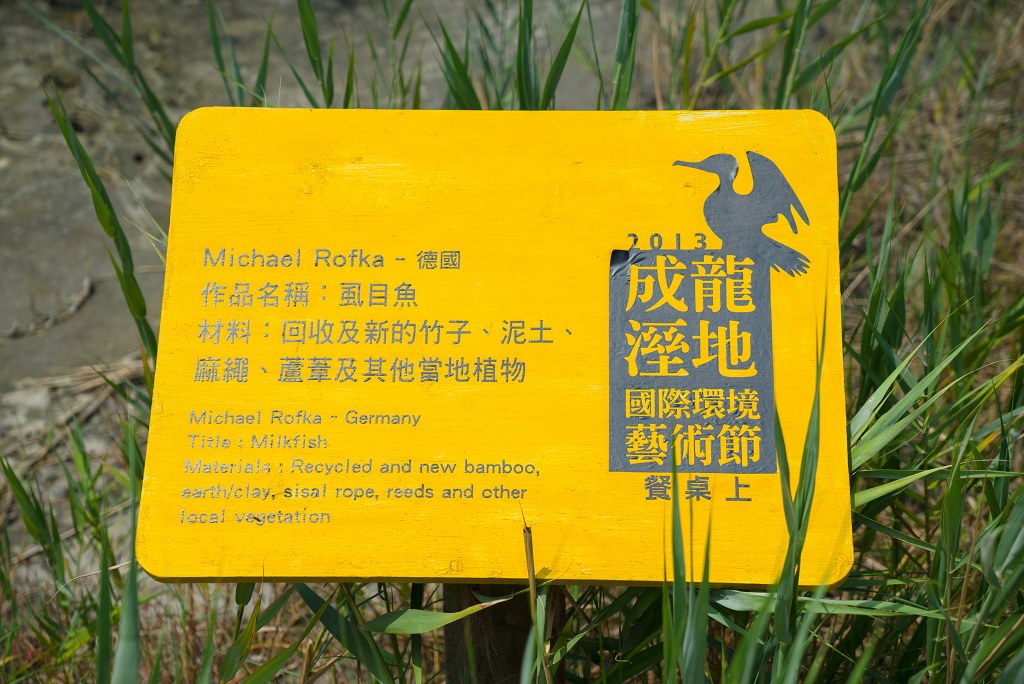 Michael Rofka - 德國
作品名稱：虱目魚
材料：回收及新的竹子、泥土、
麻繩、蘆葦及其他當地植物
Michael Rofka - Germany
Title : Milkfish
Materials : Recycled and new bamboo,
earth/clay, sisal rope, reeds and other
local vagetation
2013
成龍
溼地
國際環境
藝術節
餐桌上